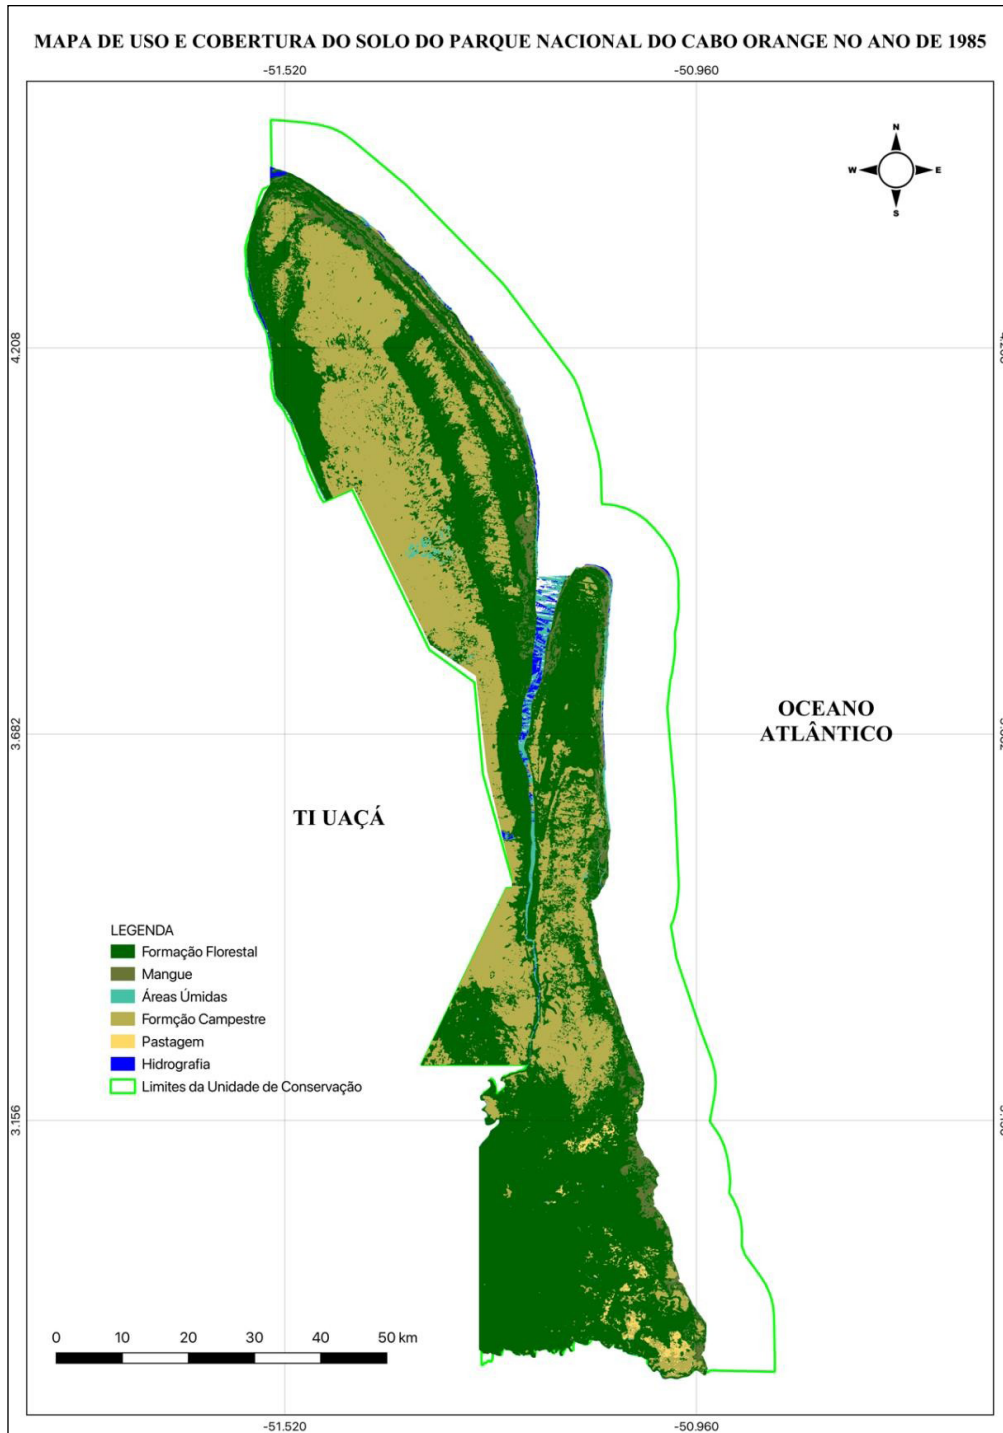 MAPA DE USO E COBERTURA DO SOLO DO PARQUE NACIONAL DO CABO ORANGE NO ANO DE 1985
-51.520 -50.960
N
W E
S
4.208
3.682
OCEANO
ATLÂNTICO
TI UAÇÁ
LEGENDA
Formação Florestal
Mangue
Áreas Úmidas
Formção Campestre
Pastagem
Hidrografia
Limites da Unidade de Conservação
3.156
0 10 20 30 40 50 km
-51.520 -50.960